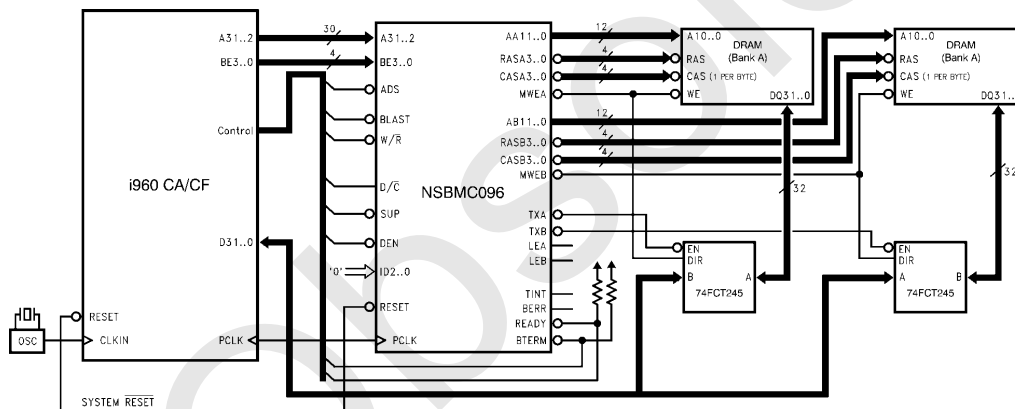 A31..2
BE3..0
Control
i960 CA/CF
D31..0
RESET
CLKIN
PCLK
OSC
SYSTEM RESET
30
4
A31..2
BE3..0
ADS
BLAST
W/R
D/C
SUP
DEN
'0'
ID2..0
RESET
PCLK
NSBMC096
AA11..0
RASA3..0
CASA3..0
MWEA
AB11..0
RASB3..0
CASB3..0
MWEB
TXA
TXB
LEA
LEB
TINT
BERR
READY
BTERM
12
4
4
12
4
4
A10..0
DRAM
(Bank A)
RAS
CAS (1 PER BYTE)
WE
DQ31..0
32
EN
DIR
B
A
74FCT245
A10..0
DRAM
(Bank A)
RAS
CAS (1 PER BYTE)
WE
DQ31..0
32
EN
DIR
A
B
74FCT245
Obsol